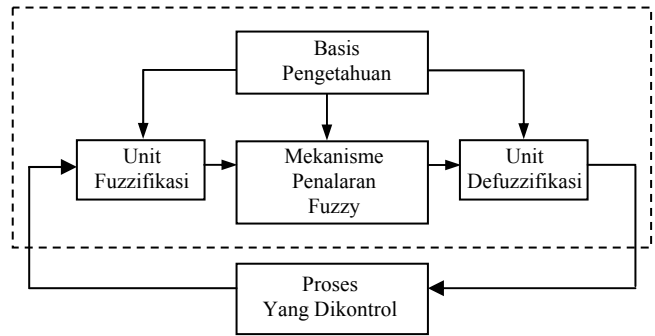 Basis
Pengetahuan
Unit
Fuzzifikasi
Mekanisme
Penalaran
Fuzzy
Unit
Defuzzifikasi
Proses
Yang Dikontrol